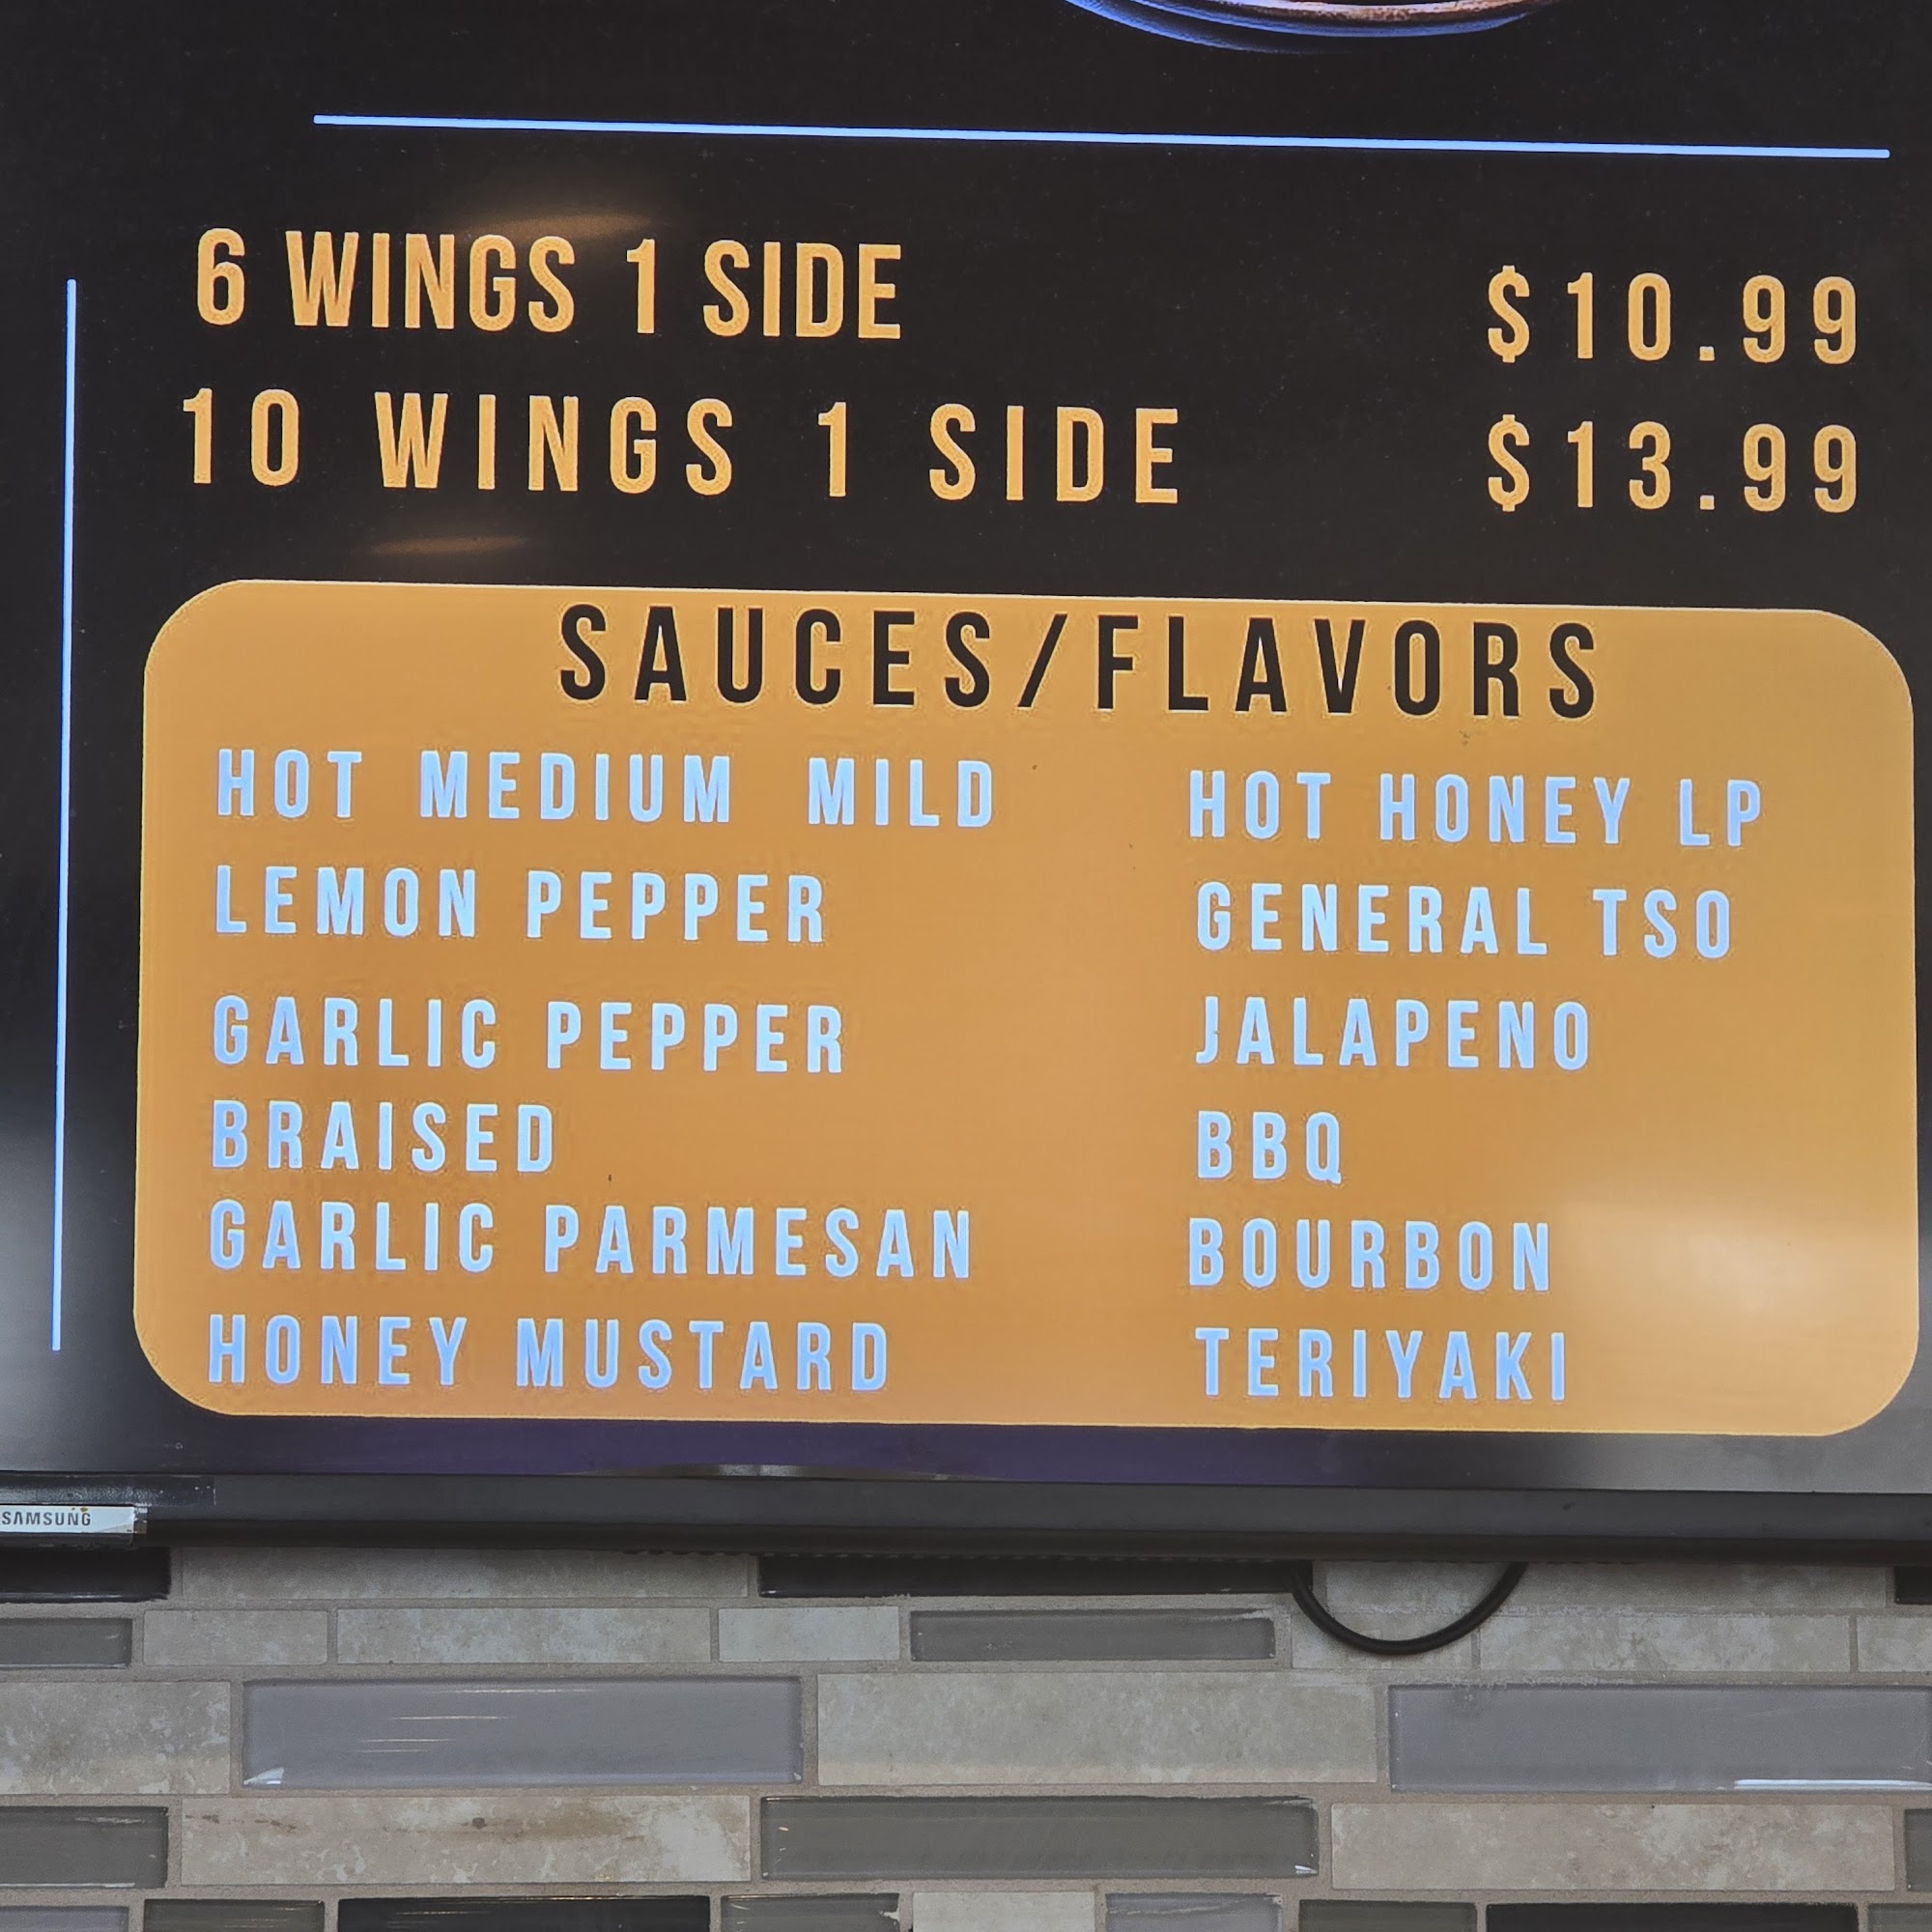 6 WINGS 1 SIDE $10.99
10 WINGS 1 SIDE $13.99
SAUCES/FLAVORS
HOT MEDIUM MILD
LEMON PEPPER
GARLIC PEPPER
BRAISED
GARLIC PARMESAN
HONEY MUSTARD
HOT HONEY LP
GENERAL TSO
JALAPENO
BBQ
BOURBON
TERIYAKI
SAMSUNG